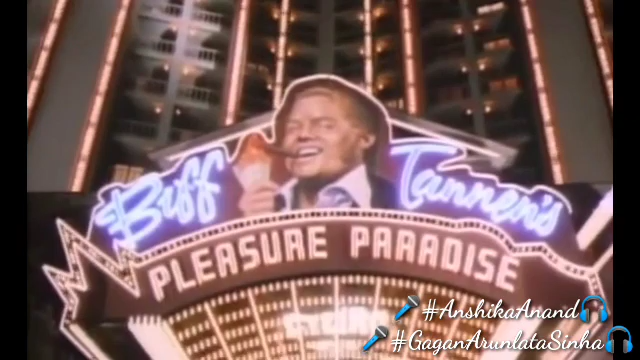 Biff Tannen's
PLEASURE PARADISE
🎤 #AnshikaAnand🎧
🎤 #GaganArunlataSinha🎧